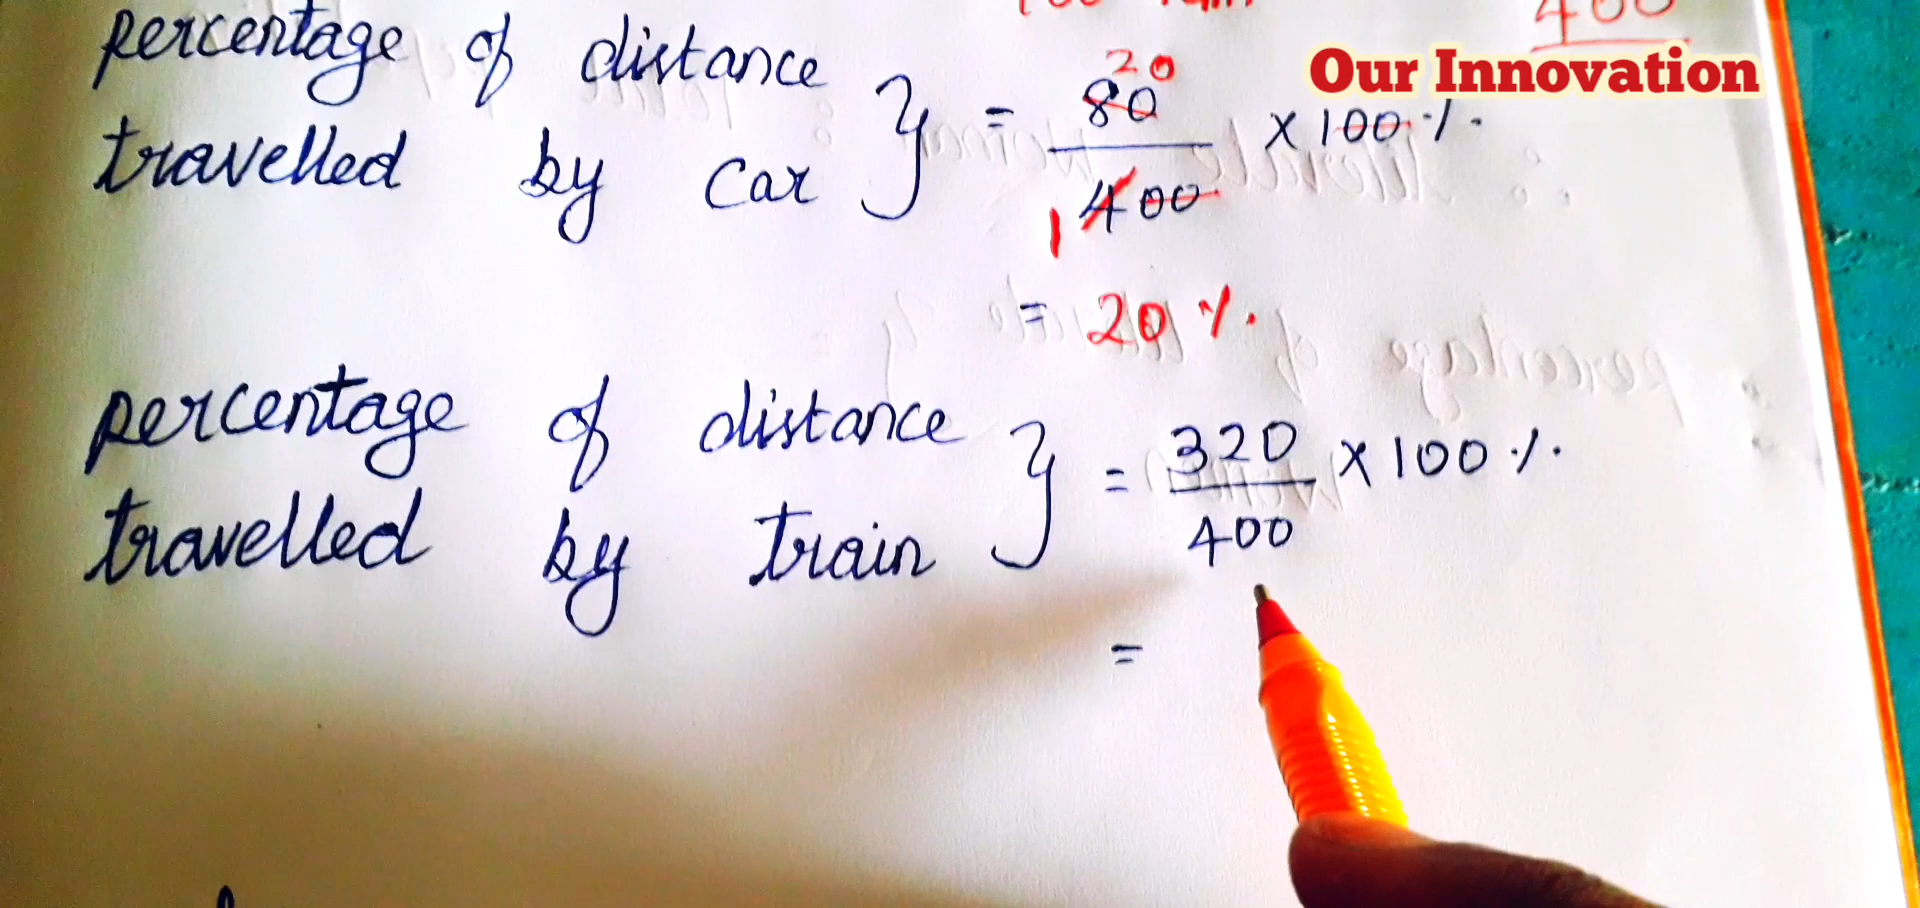 400
Our Innovation
percentage of distance
travelled by car } = 80/400 × 100 %.
20
1
= 20 %.
percentage of distance
travelled by train } = 320/400 × 100 %.
=